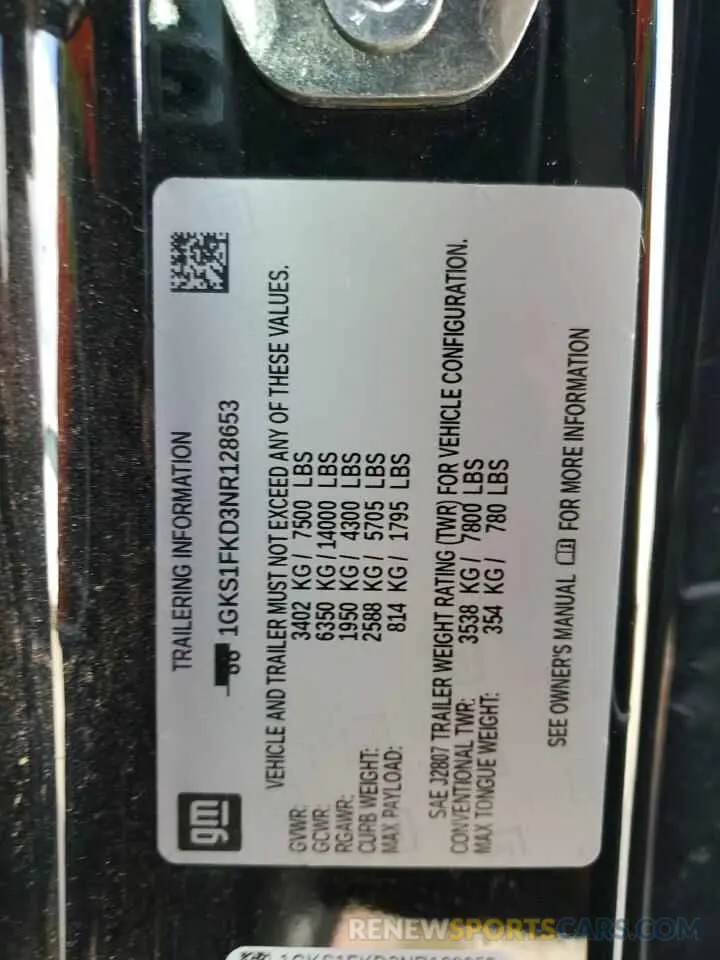 gm
TRAILERING INFORMATION
1GKS1FKD3NR128653
VEHICLE AND TRAILER MUST NOT EXCEED ANY OF THESE VALUES.
GVWR: 3402 KG / 7500 LBS
GCWR: 6350 KG / 14000 LBS
RGAWR: 1950 KG / 4300 LBS
CURB WEIGHT: 2588 KG / 5705 LBS
MAX PAYLOAD: 814 KG / 1795 LBS
SAE J2807 TRAILER WEIGHT RATING (TWR) FOR VEHICLE CONFIGURATION.
CONVENTIONAL TWR: 3538 KG / 7800 LBS
MAX TONGUE WEIGHT: 354 KG / 780 LBS
SEE OWNER'S MANUAL FOR MORE INFORMATION
RENEWSPORTSCARS.COM